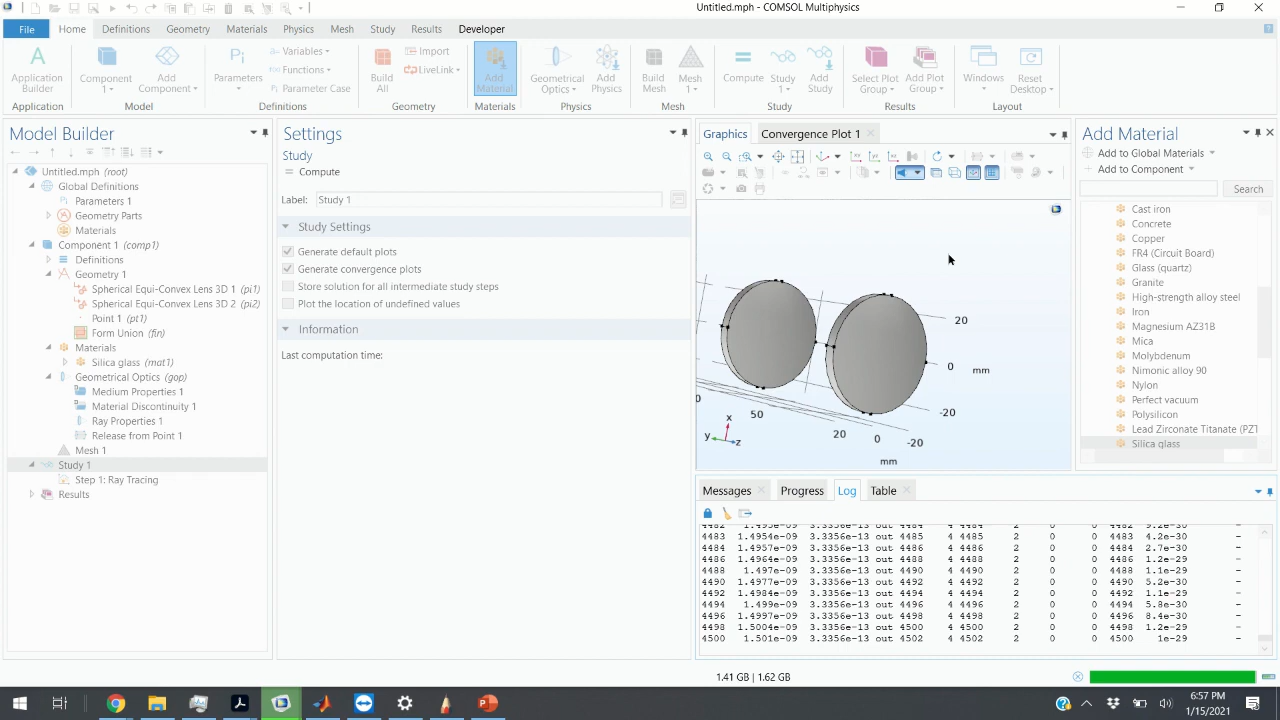 Untitled.mph - COMSOL Multiphysics
File Home Definitions Geometry Materials Physics Mesh Study Results Developer
Application Builder
Component 1
Add Component
Parameters
Variables
Functions
Parameter Case
Build All
Import
LiveLink
Add Material
Geometrical Optics
Add Physics
Build Mesh
Mesh 1
Compute
Study 1
Add Study
Select Plot Group
Add Plot Group
Windows
Reset Desktop
Application Model Definitions Geometry Materials Physics Mesh Study Results Layout
Model Builder
Untitled.mph (root)
Global Definitions
Parameters 1
Geometry Parts
Materials
Component 1 (comp1)
Definitions
Geometry 1
Spherical Equi-Convex Lens 3D 1 (pi1)
Spherical Equi-Convex Lens 3D 2 (pi2)
Point 1 (pt1)
Form Union (fin)
Materials
Silica glass (mat1)
Geometrical Optics (gop)
Medium Properties 1
Material Discontinuity 1
Ray Properties 1
Release from Point 1
Mesh 1
Study 1
Step 1: Ray Tracing
Results
Settings
Study
Compute
Label: Study 1
Study Settings
Generate default plots
Generate convergence plots
Store solution for all intermediate study steps
Plot the location of undefined values
Information
Last computation time:
Graphics Convergence Plot 1
20
0 mm
-20
0 50 20 0 -20
x
y z
mm
Add Material
Add to Global Materials
Add to Component
Search
Cast iron
Concrete
Copper
FR4 (Circuit Board)
Glass (quartz)
Granite
High-strength alloy steel
Iron
Magnesium AZ31B
Mica
Molybdenum
Nimonic alloy 90
Nylon
Perfect vacuum
Polysilicon
Lead Zirconate Titanate (PZT
Silica glass
Messages Progress Log Table
4483 1.4954e-09 3.3356e-13 out 4485 4 4485 2 0 0 4483 4.2e-30 -
4484 1.4957e-09 3.3356e-13 out 4486 4 4486 2 0 0 4484 2.7e-30 -
4486 1.4964e-09 3.3356e-13 out 4488 4 4488 2 0 0 4486 1.1e-29 -
4488 1.497e-09 3.3356e-13 out 4490 4 4490 2 0 0 4488 1.1e-29 -
4490 1.4977e-09 3.3356e-13 out 4492 4 4492 2 0 0 4490 5.2e-30 -
4492 1.4984e-09 3.3356e-13 out 4494 4 4494 2 0 0 4492 1.1e-29 -
4494 1.499e-09 3.3356e-13 out 4496 4 4496 2 0 0 4494 5.8e-30 -
4496 1.4997e-09 3.3356e-13 out 4498 4 4498 2 0 0 4496 8.4e-30 -
4498 1.5004e-09 3.3356e-13 out 4500 4 4500 2 0 0 4498 1.2e-29 -
4500 1.501e-09 3.3356e-13 out 4502 4 4502 2 0 0 4500 1e-29 -
1.41 GB | 1.62 GB
6:57 PM
1/15/2021